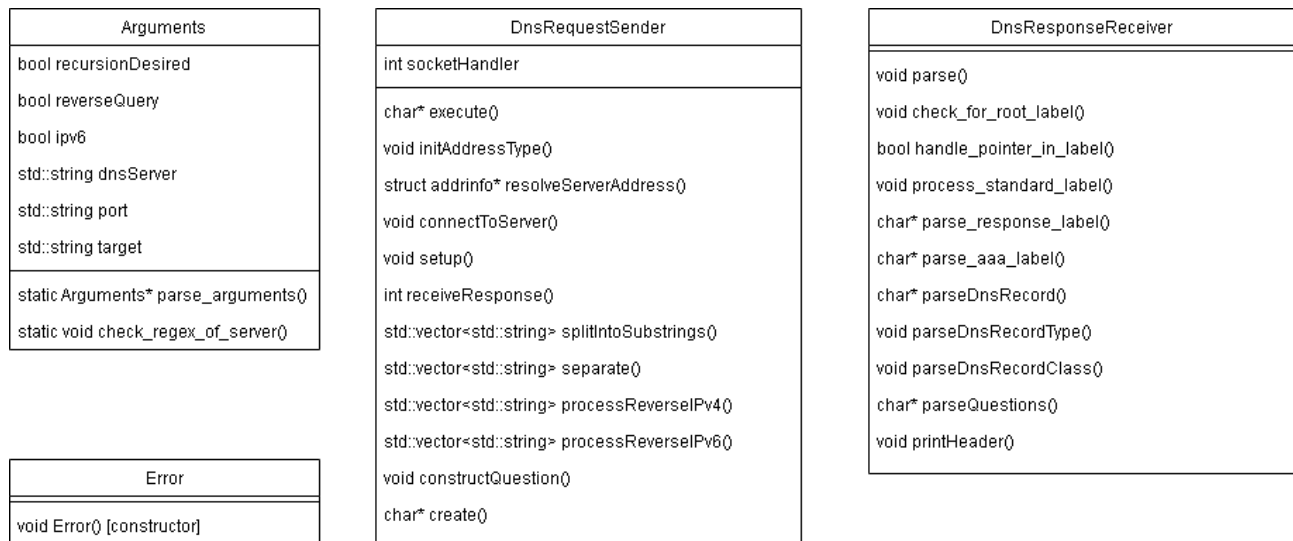 Arguments
bool recursionDesired
bool reverseQuery
bool ipv6
std::string dnsServer
std::string port
std::string target
static Arguments* parse_arguments()
static void check_regex_of_server()
Error
void Error() [constructor]
DnsRequestSender
int socketHandler
char* execute()
void initAddressType()
struct addrinfo* resolveServerAddress()
void connectToServer()
void setup()
int receiveResponse()
std::vector<std::string> splitIntoSubstrings()
std::vector<std::string> separate()
std::vector<std::string> processReverseIPv4()
std::vector<std::string> processReverseIPv6()
void constructQuestion()
char* create()
DnsResponseReceiver
void parse()
void check_for_root_label()
bool handle_pointer_in_label()
void process_standard_label()
char* parse_response_label()
char* parse_aaa_label()
char* parseDnsRecord()
void parseDnsRecordType()
void parseDnsRecordClass()
char* parseQuestions()
void printHeader()